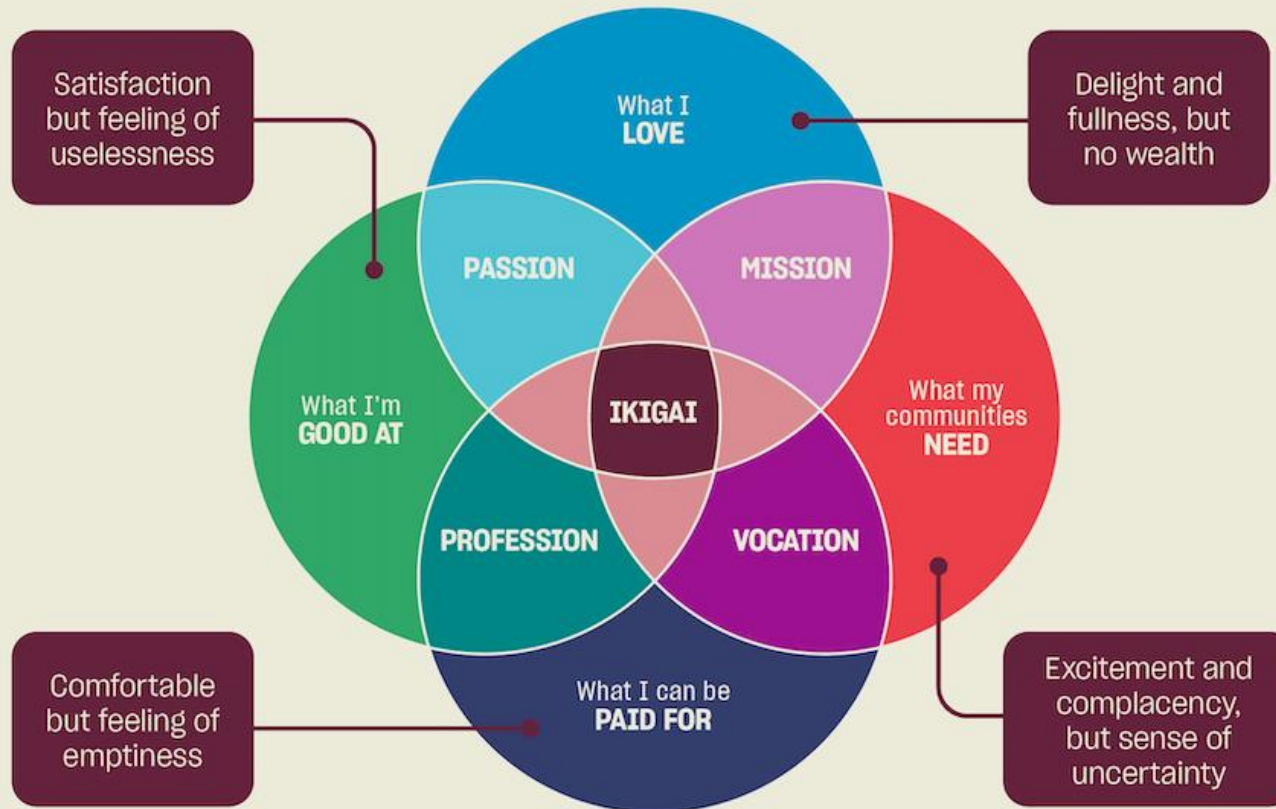 Satisfaction
but feeling of
uselessness
What I
LOVE
Delight and
fullness, but
no wealth
PASSION
MISSION
What I'm
GOOD AT
IKIGAI
What my
communities
NEED
PROFESSION
VOCATION
Comfortable
but feeling of
emptiness
What I can be
PAID FOR
Excitement and
complacency,
but sense of
uncertainty